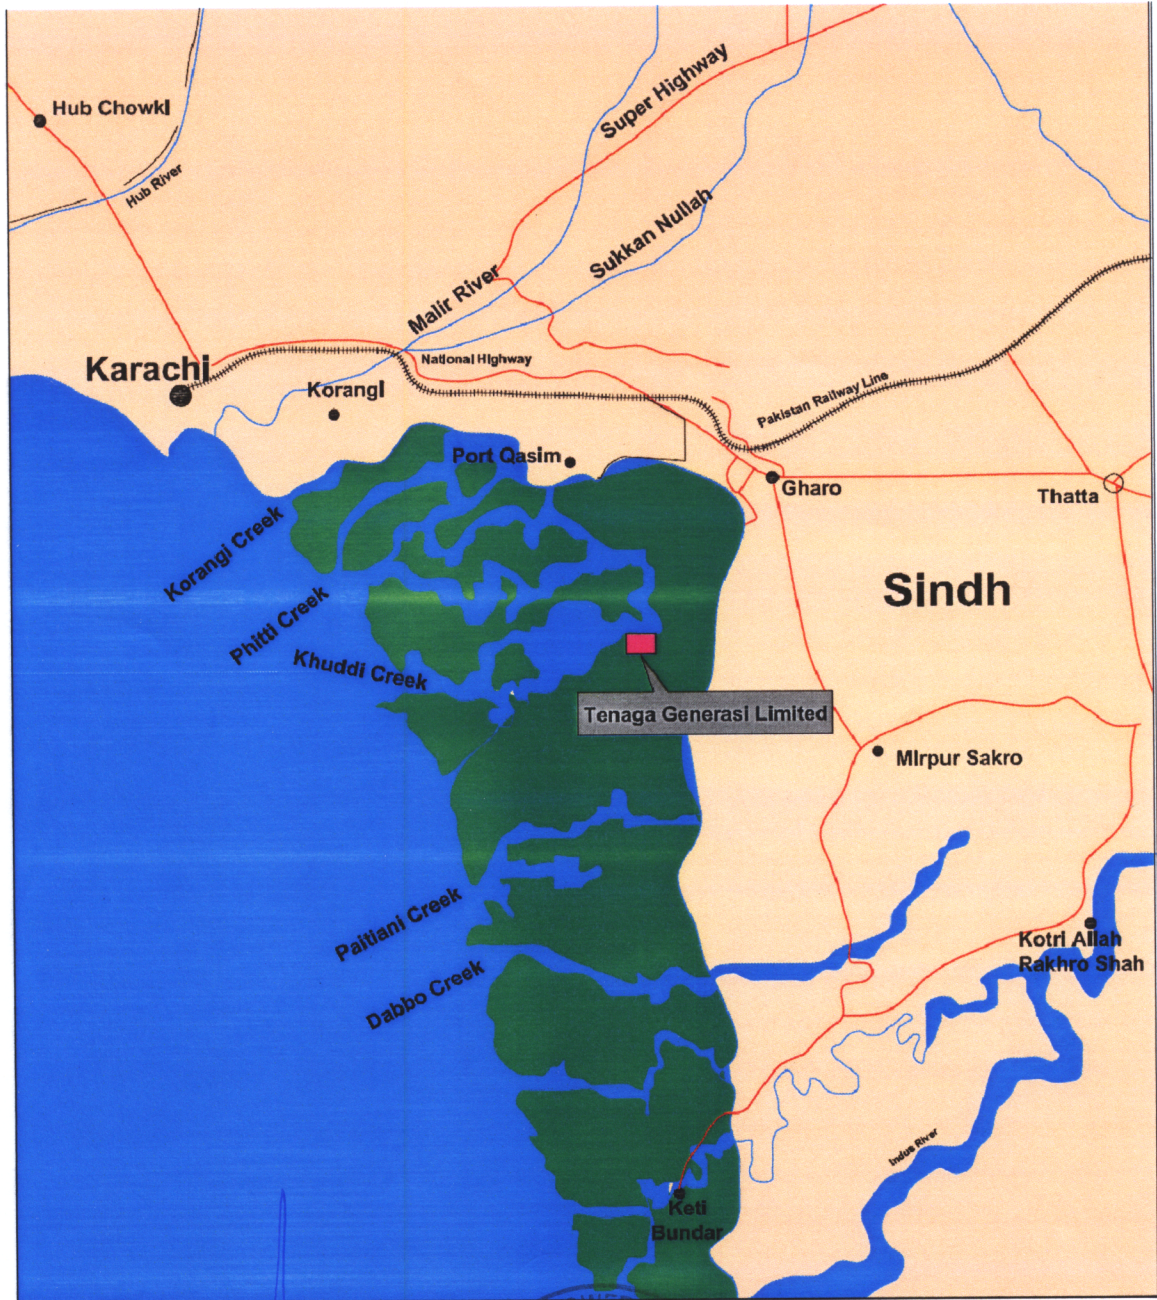 Hub Chowki
Super Highway
Hub River
Sukkan Nullah
Malir River
National Highway
Karachi
Korangi
Pakistan Railway Line
Port Qasim
Gharo
Thatta
Korangi Creek
Sindh
Phitti Creek
Khuddi Creek
Tenaga Generasi Limited
Mirpur Sakro
Paitiani Creek
Kotri Allah
Rakhro Shah
Dabbo Creek
Indus River
Keti
Bundar